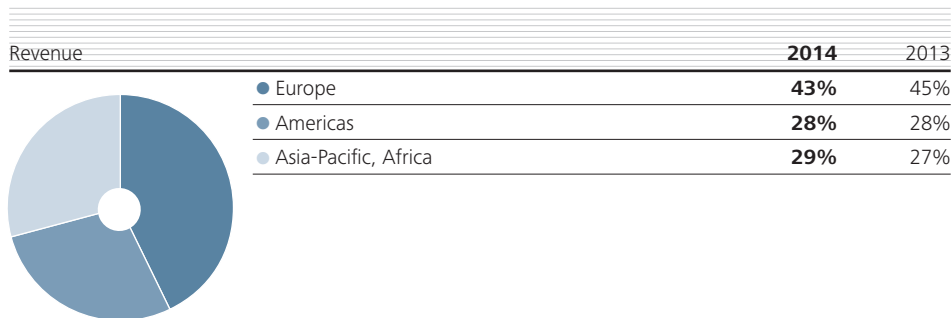 Revenue 2014 2013
Europe 43% 45%
Americas 28% 28%
Asia-Pacific, Africa 29% 27%